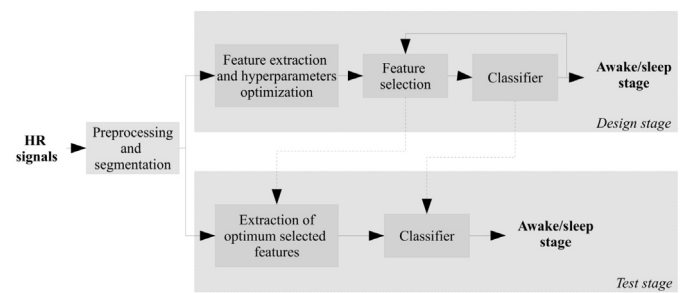 HR
signals
Preprocessing
and
segmentation
Feature extraction
and hyperparameters
optimization
Feature
selection
Classifier
Awake/sleep
stage
Design stage
Extraction of
optimum selected
features
Classifier
Awake/sleep
stage
Test stage